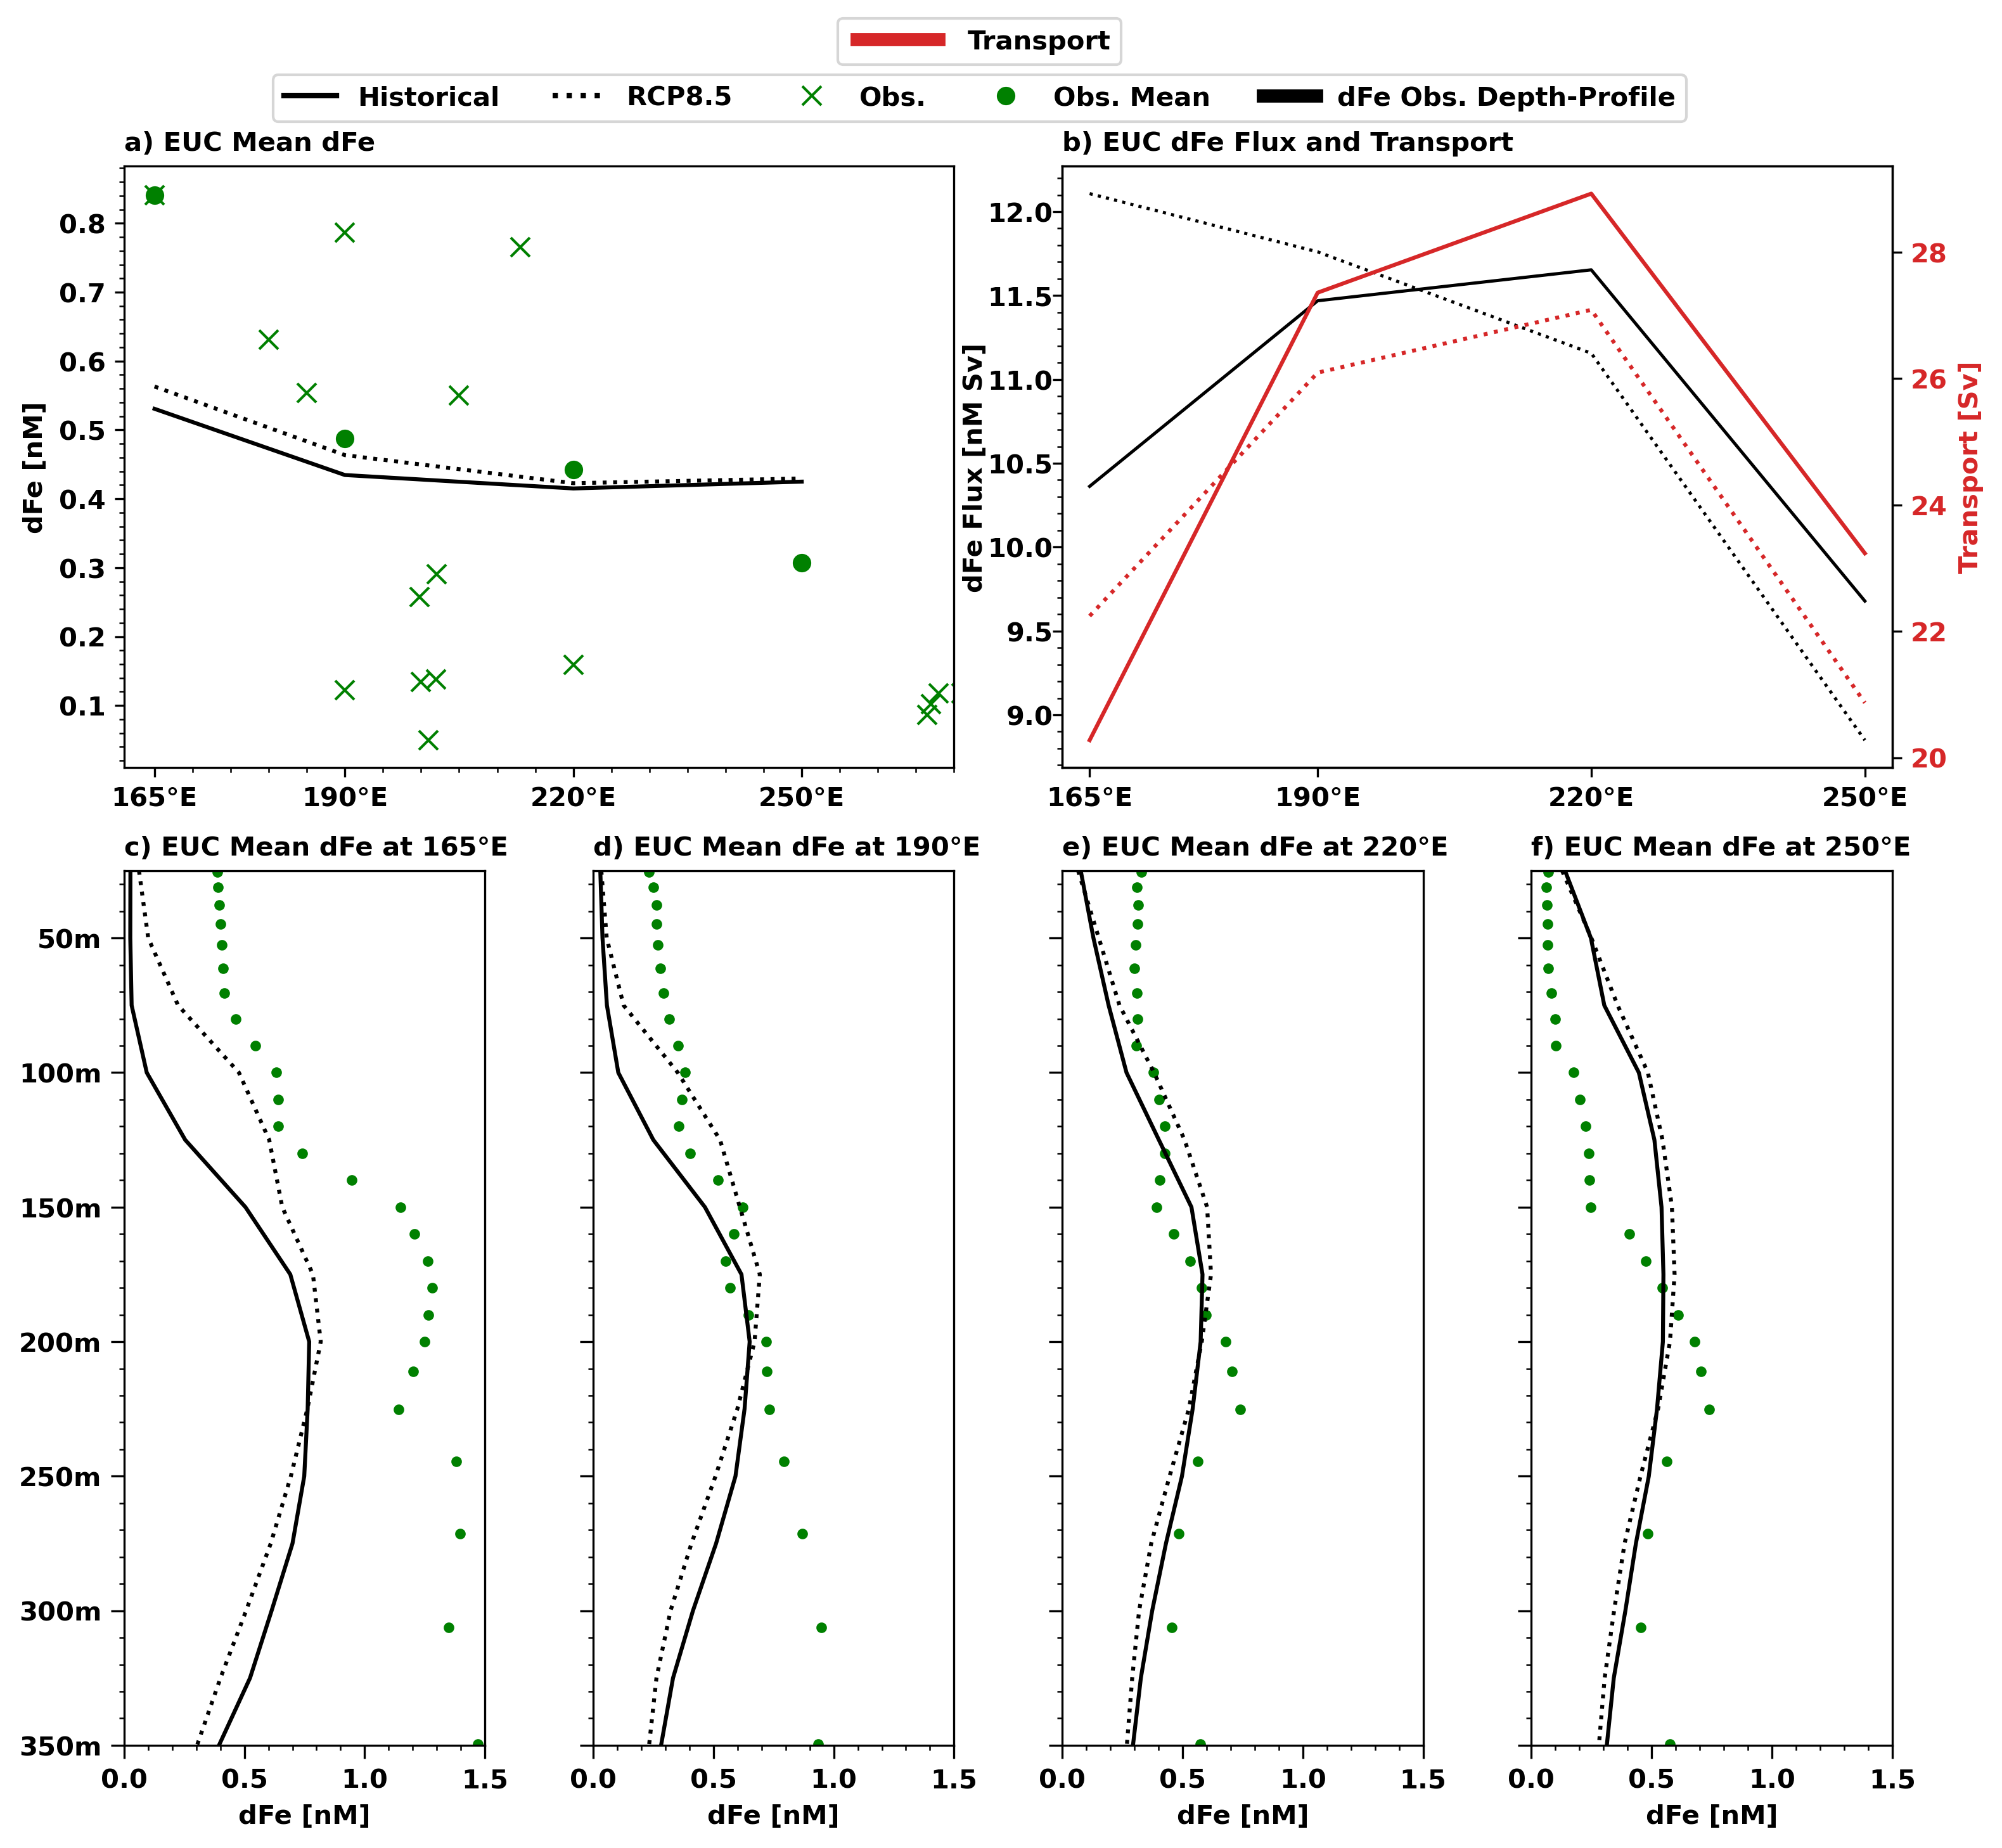 Transport
Historical RCP8.5 Obs. Obs. Mean dFe Obs. Depth-Profile
a) EUC Mean dFe
0.8
0.7
0.6
0.5
0.4
0.3
0.2
0.1
dFe [nM]
165°E 190°E 220°E 250°E
b) EUC dFe Flux and Transport
12.0
11.5
11.0
10.5
10.0
9.5
9.0
dFe Flux [nM Sv]
28
26
24
22
20
Transport [Sv]
165°E 190°E 220°E 250°E
c) EUC Mean dFe at 165°E
50m
100m
150m
200m
250m
300m
350m
0.0 0.5 1.0 1.5
dFe [nM]
d) EUC Mean dFe at 190°E
0.0 0.5 1.0 1.5
dFe [nM]
e) EUC Mean dFe at 220°E
0.0 0.5 1.0 1.5
dFe [nM]
f) EUC Mean dFe at 250°E
0.0 0.5 1.0 1.5
dFe [nM]